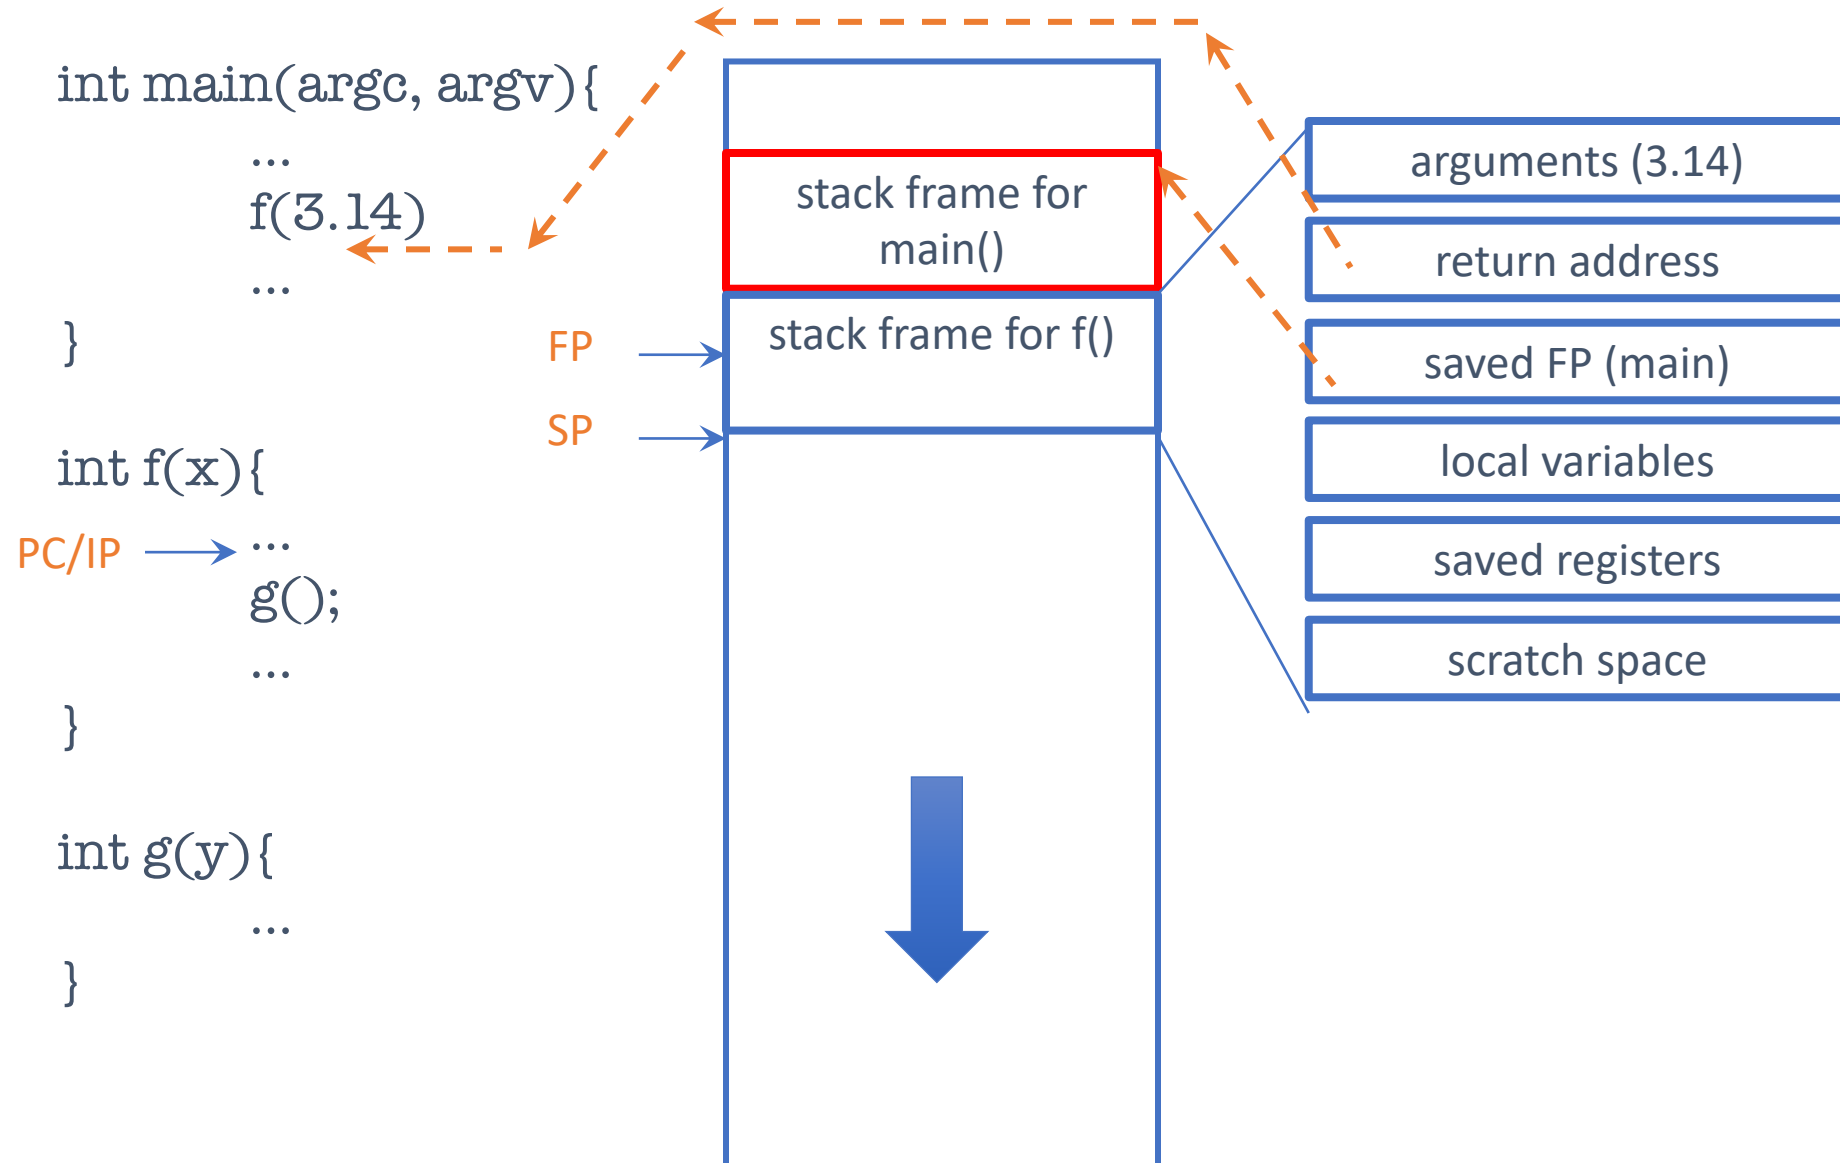 int main(argc, argv){
...
f(3.14)
...
}
int f(x){
PC/IP
...
g();
...
}
int g(y){
...
}
FP
SP
stack frame for
main()
stack frame for f()
arguments (3.14)
return address
saved FP (main)
local variables
saved registers
scratch space